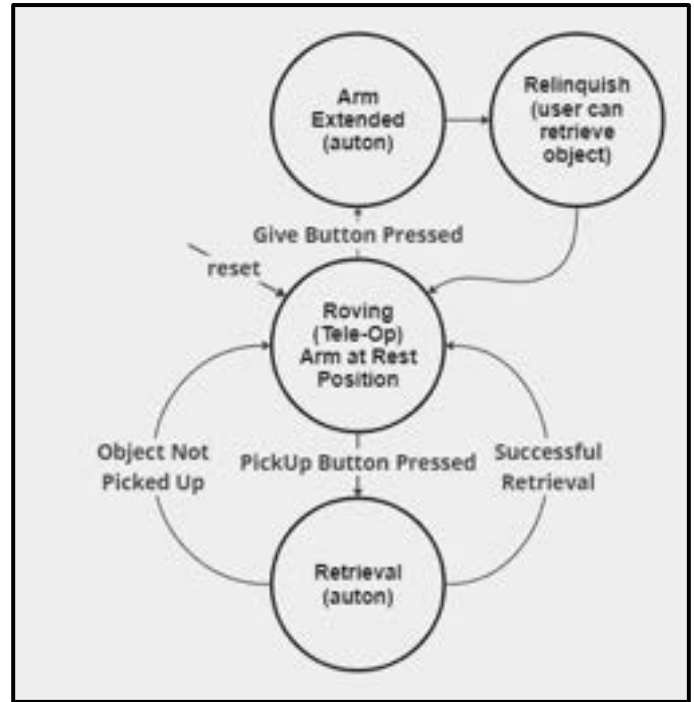 Arm
Extended
(auton)
Relinquish
(user can
retrieve
object)
Give Button Pressed
reset
Roving
(Tele-Op)
Arm at Rest
Position
Object Not
Picked Up
PickUp Button Pressed
Successful
Retrieval
Retrieval
(auton)